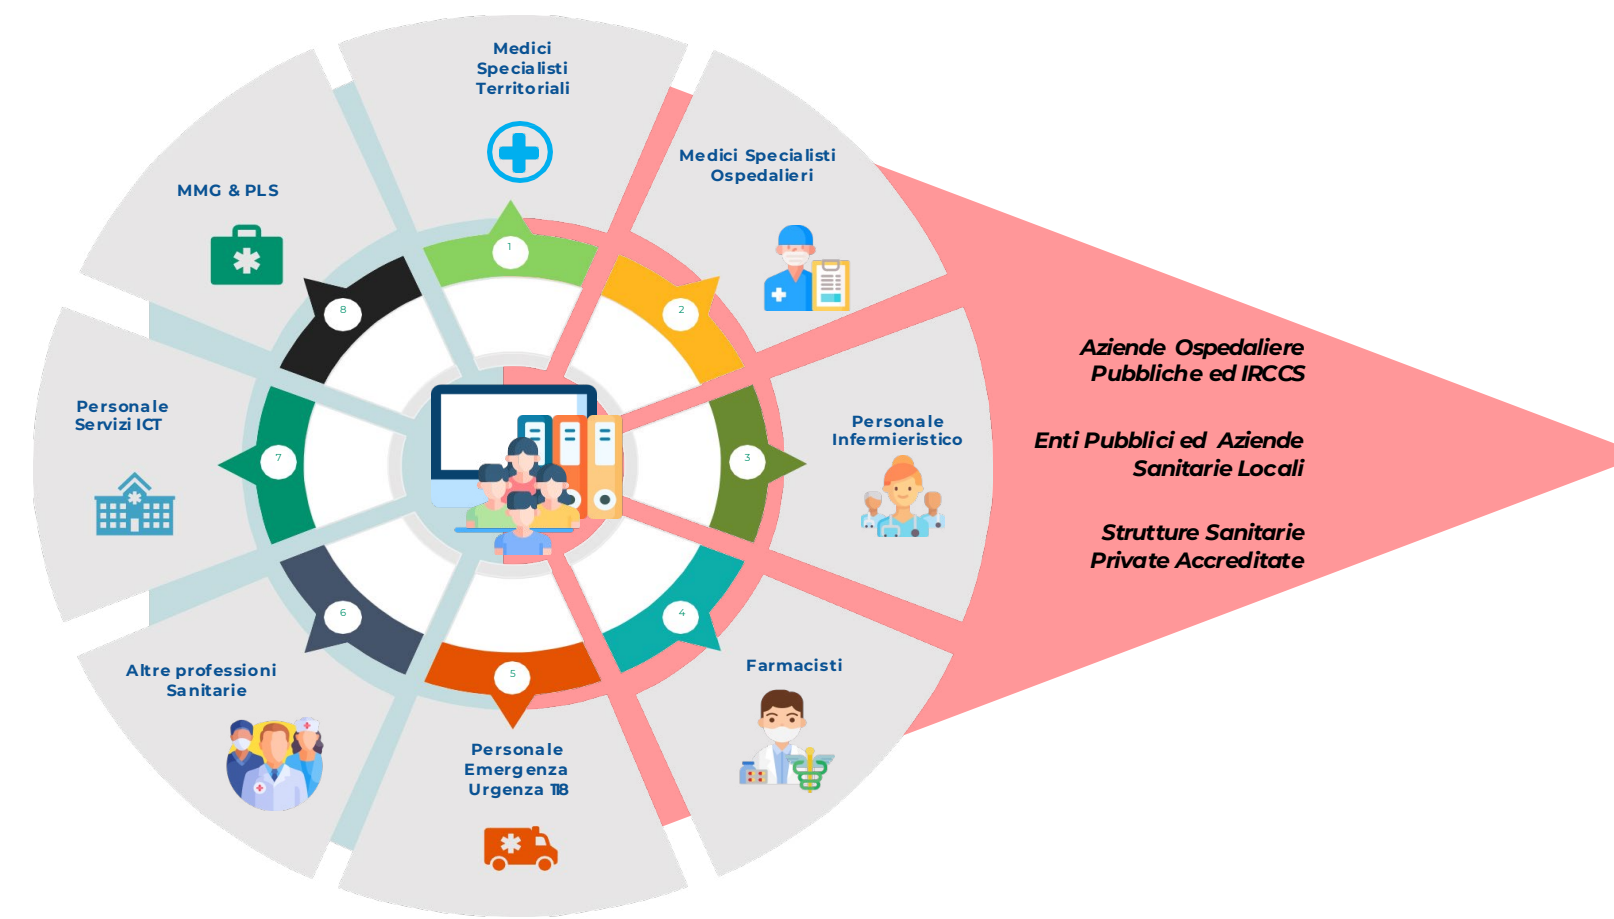 Medici
Specialisti
Territoriali
1
Medici Specialisti
Ospedalieri
2
Personale
Infermieristico
3
Farmacisti
4
Personale
Emergenza
Urgenza 118
5
Altre professioni
Sanitarie
6
Personale
Servizi ICT
7
MMG & PLS
8
Aziende Ospedaliere
Pubbliche ed IRCCS
Enti Pubblici ed Aziende
Sanitarie Locali
Strutture Sanitarie
Private Accreditate